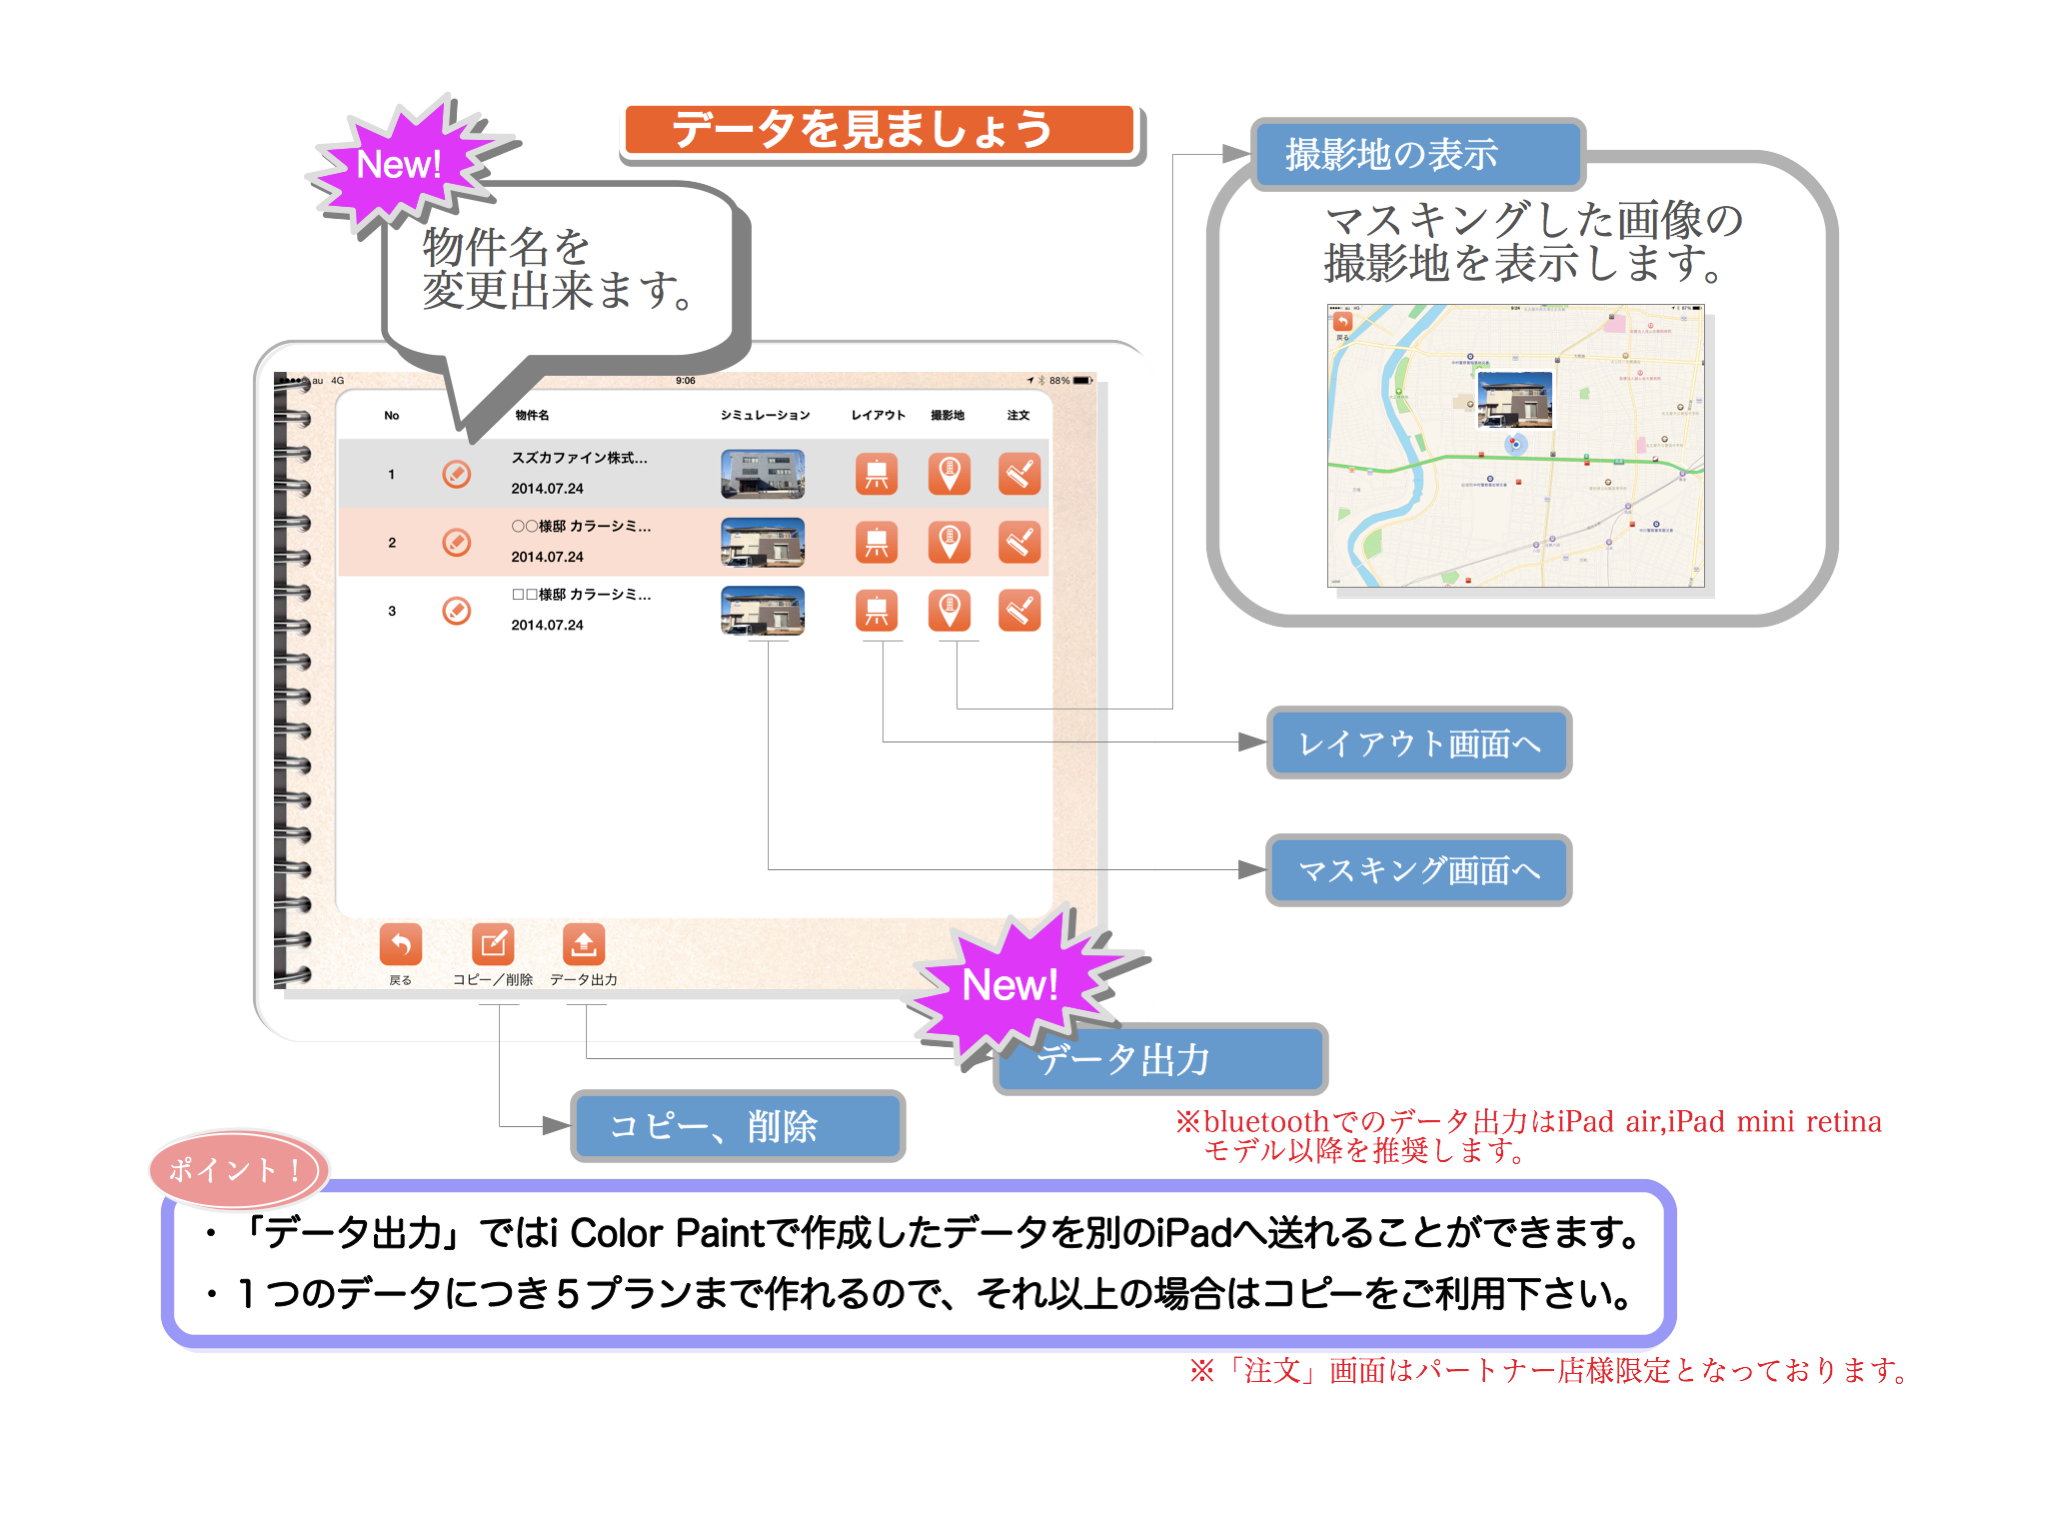 データを見ましょう
New!
物件名を
変更出来ます。
撮影地の表示
マスキングした画像の
撮影地を表示します。
9:24
87%
戻る
au 4G
9:06
88%
No
物件名
シミュレーション
レイアウト
撮影地
注文
1
スズカファイン株式...
2014.07.24
2
○○様邸 カラーシミ...
2014.07.24
3
□□様邸 カラーシミ...
2014.07.24
レイアウト画面へ
マスキング画面へ
戻る
コピー／削除
データ出力
New!
データ出力
コピー、削除
※bluetoothでのデータ出力はiPad air,iPad mini retina
モデル以降を推奨します。
ポイント！
・「データ出力」ではi Color Paintで作成したデータを別のiPadへ送れることができます。
・１つのデータにつき５プランまで作れるので、それ以上の場合はコピーをご利用下さい。
※「注文」画面はパートナー店様限定となっております。